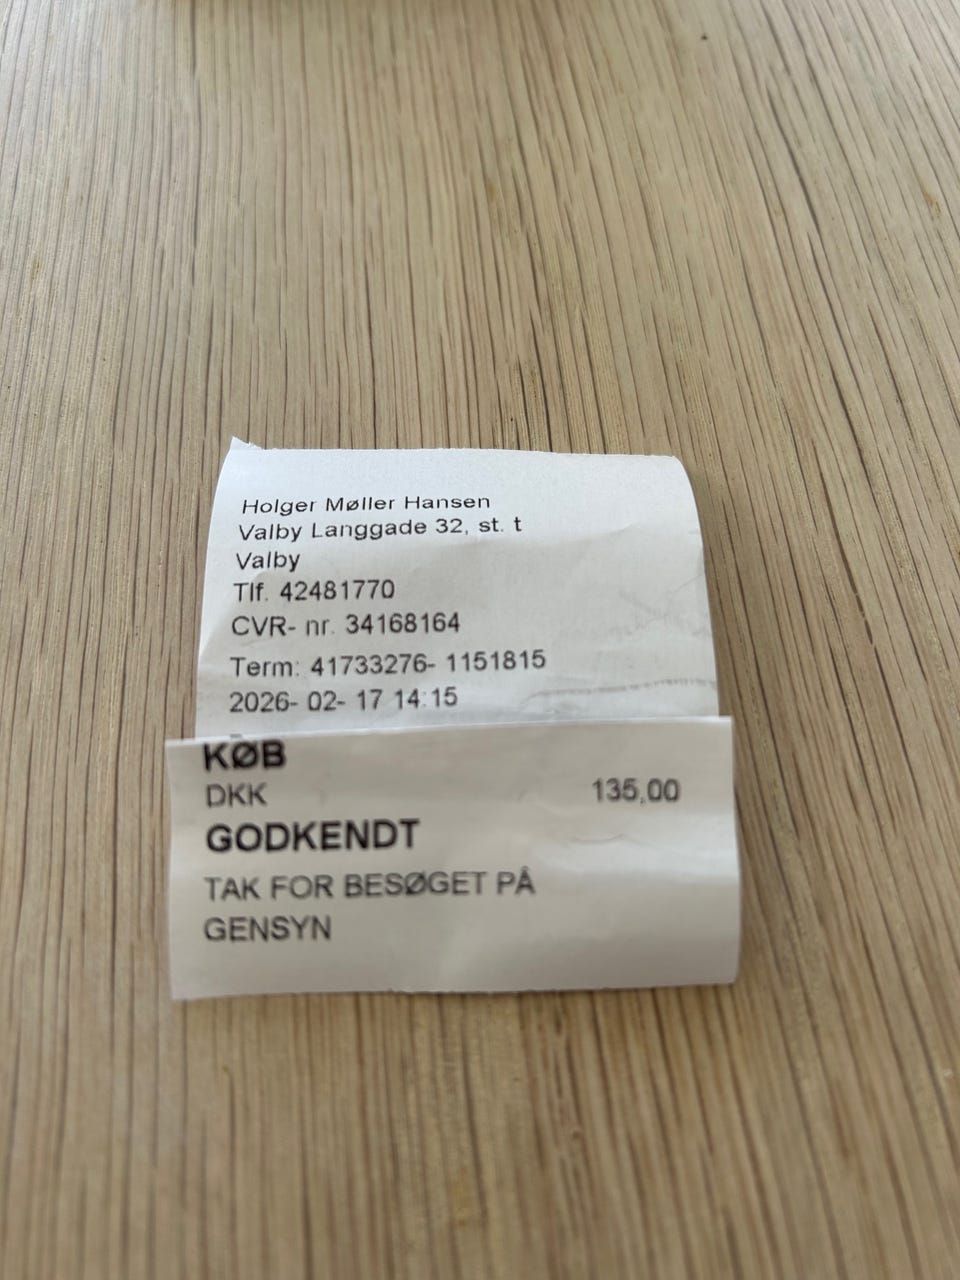 Holger Møller Hansen
Valby Langgade 32, st. t
Valby
Tlf. 42481770
CVR- nr. 34168164
Term: 41733276- 1151815
2026- 02- 17 14:15
KØB
DKK 135,00
GODKENDT
TAK FOR BESØGET PÅ
GENSYN